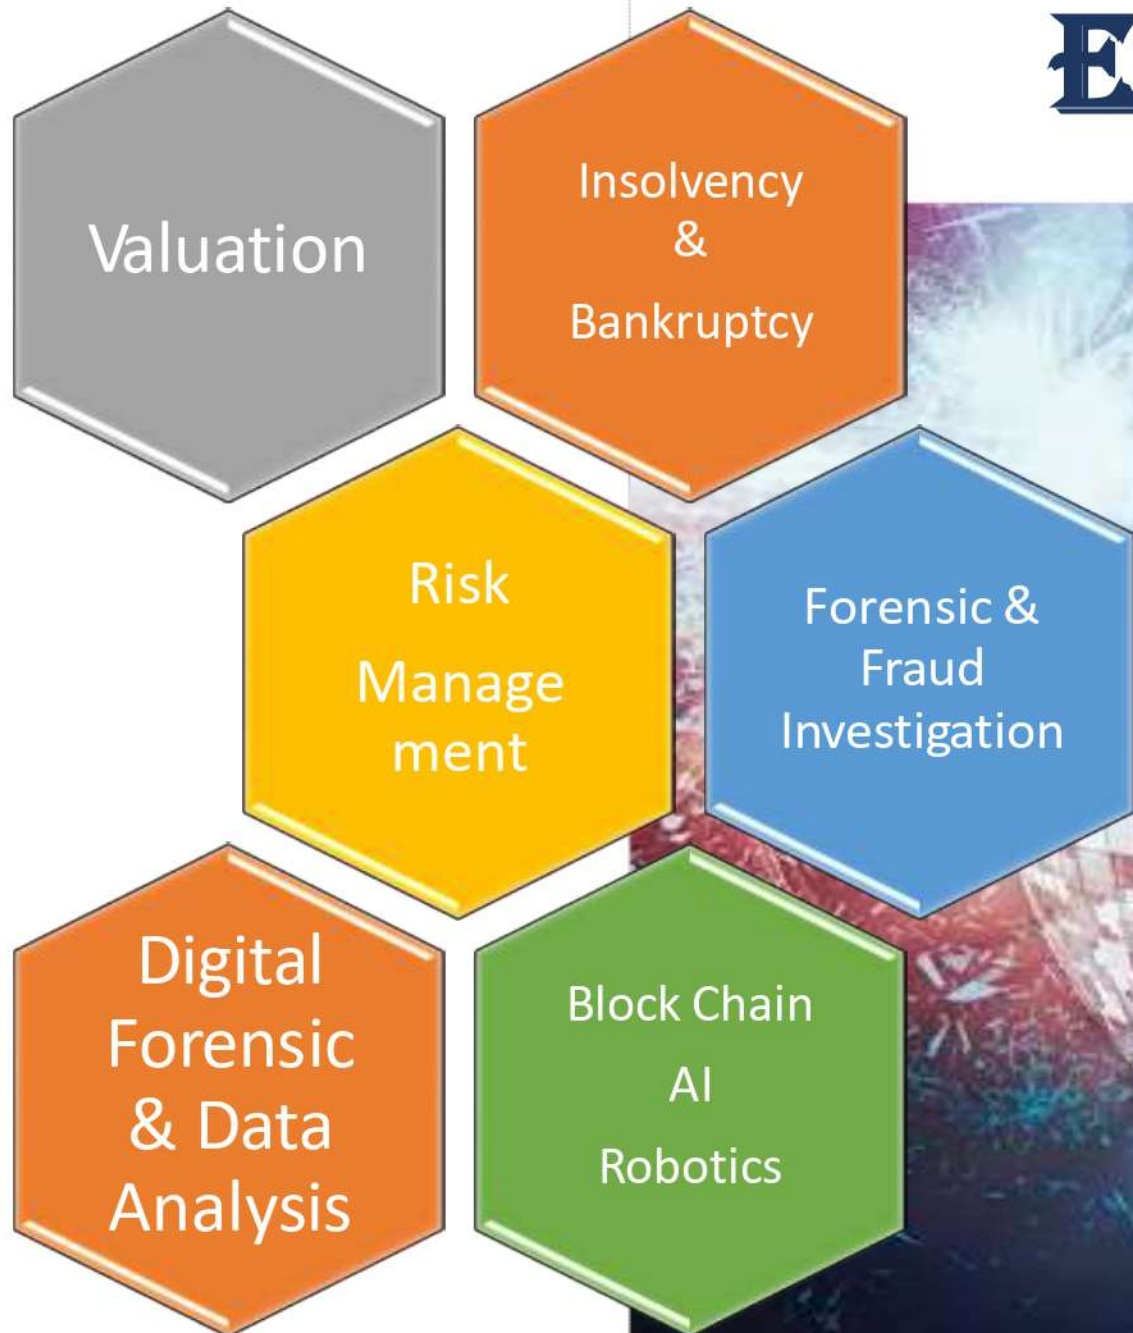 E
Valuation
Insolvency
&
Bankruptcy
Risk
Manage
ment
Forensic &
Fraud
Investigation
Digital
Forensic
& Data
Analysis
Block Chain
AI
Robotics